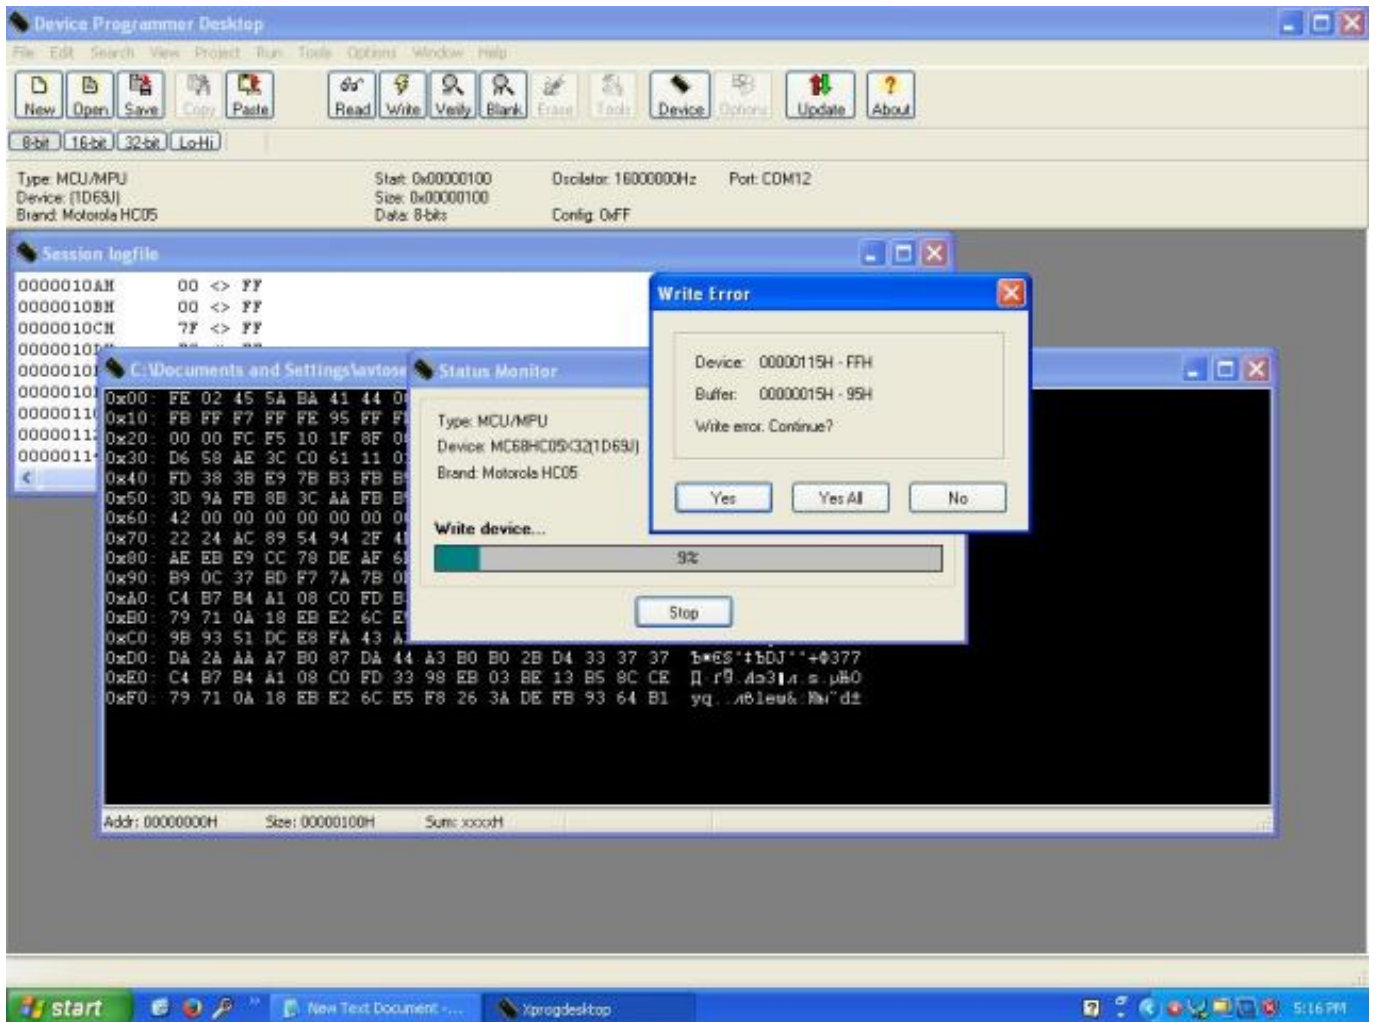 Device Programmer Desktop
File Edit Search View Project Run Tools Options Window Help
New Open Save Copy Paste Read Write Verify Blank Erase Tools Device Options Update About
8-bit 16-bit 32-bit Lo-Hi
Type: MCU/MPU Start: 0x00000100 Oscilator: 16000000Hz Port: COM12
Device: (1D69J) Size: 0x00000100
Brand: Motorola HC05 Data: 8-bits Config: 0xFF
Session logfile
0000010AH 00 <> FF
0000010BH 00 <> FF
0000010CH 7F <> FF
Write Error
Device: 00000115H - FFH
Buffer: 00000015H - 95H
Write error. Continue?
Yes Yes All No
C:\Documents and Settings\avtose
Status Monitor
Type: MCU/MPU
Device: MC68HC05X32(1D69J)
Brand: Motorola HC05
Write device...
9%
Stop
0x00: FE 02 45 5A BA 41 44
0x10: FB FF F7 FF FE 95 FF
0x20: 00 00 FC F5 10 1F 8F
0x30: D6 58 AE 3C C0 61 11
0x40: FD 38 3B E9 7B B3 FB
0x50: 3D 9A FB 8B 3C AA FB
0x60: 42 00 00 00 00 00 00
0x70: 22 24 AC 89 54 94 2F
0x80: AE EB E9 CC 78 DE AF
0x90: B9 0C 37 BD F7 7A 7B
0xA0: C4 B7 B4 A1 08 C0 FD
0xB0: 79 71 0A 18 EB E2 6C
0xC0: 9B 93 51 DC E8 FA 43
0xD0: DA 2A AA A7 B0 87 DA 44 A3 B0 B0 2B D4 33 37 37
0xE0: C4 B7 B4 A1 08 C0 FD 33 98 EB 03 BE 13 B5 8C CE
0xF0: 79 71 0A 18 EB E2 6C E5 F8 26 3A DE FB 93 64 B1
Addr: 00000000H Size: 00000100H Sum: xxxxH
start New Text Document -... Xprogdesktop 5:16 PM